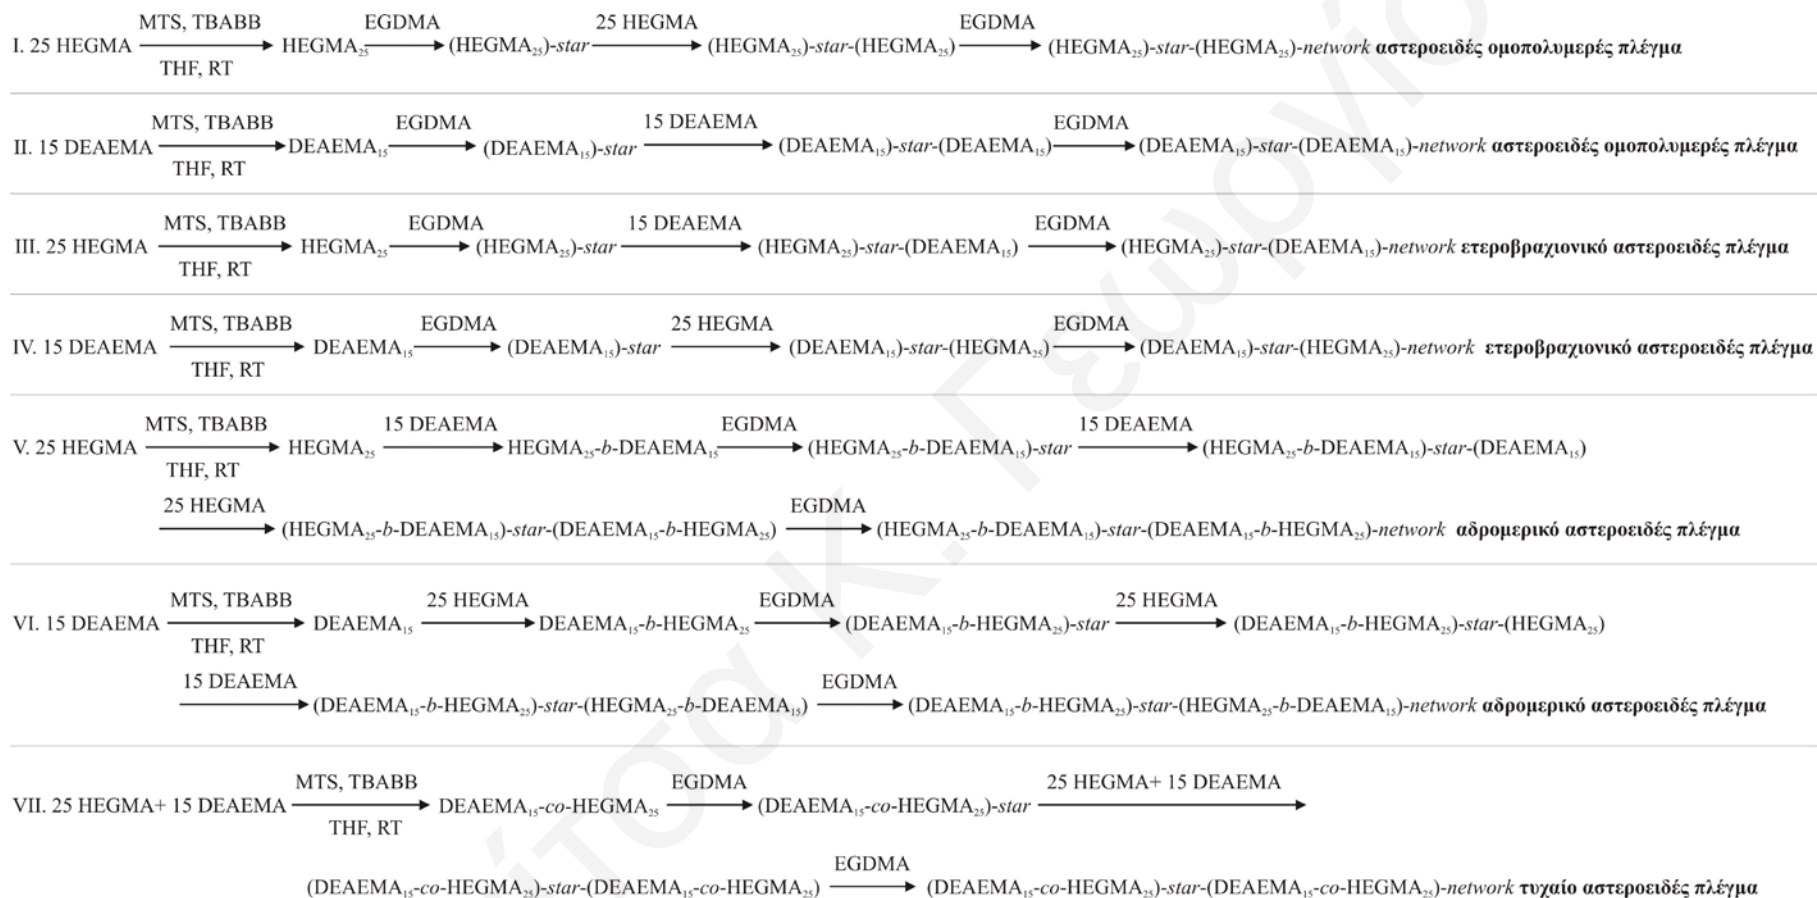 MTS, TBABB EGDMA 25 HEGMA EGDMA
I. 25 HEGMA HEGMA₂₅ (HEGMA₂₅)-star (HEGMA₂₅)-star-(HEGMA₂₅) (HEGMA₂₅)-star-(HEGMA₂₅)-network αστεροειδές ομοπολυμερές πλέγμα
THF, RT
MTS, TBABB EGDMA 15 DEAEMA EGDMA
II. 15 DEAEMA DEAEMA₁₅ (DEAEMA₁₅)-star (DEAEMA₁₅)-star-(DEAEMA₁₅) (DEAEMA₁₅)-star-(DEAEMA₁₅)-network αστεροειδές ομοπολυμερές πλέγμα
THF, RT
MTS, TBABB EGDMA 15 DEAEMA EGDMA
III. 25 HEGMA HEGMA₂₅ (HEGMA₂₅)-star (HEGMA₂₅)-star-(DEAEMA₁₅) (HEGMA₂₅)-star-(DEAEMA₁₅)-network ετεροβραχιονικό αστεροειδές πλέγμα
THF, RT
MTS, TBABB EGDMA 25 HEGMA EGDMA
IV. 15 DEAEMA DEAEMA₁₅ (DEAEMA₁₅)-star (DEAEMA₁₅)-star-(HEGMA₂₅) (DEAEMA₁₅)-star-(HEGMA₂₅)-network ετεροβραχιονικό αστεροειδές πλέγμα
THF, RT
MTS, TBABB 15 DEAEMA EGDMA 15 DEAEMA
V. 25 HEGMA HEGMA₂₅ HEGMA₂₅-b-DEAEMA₁₅ (HEGMA₂₅-b-DEAEMA₁₅)-star (HEGMA₂₅-b-DEAEMA₁₅)-star-(DEAEMA₁₅)
THF, RT
25 HEGMA EGDMA
(HEGMA₂₅-b-DEAEMA₁₅)-star-(DEAEMA₁₅-b-HEGMA₂₅) (HEGMA₂₅-b-DEAEMA₁₅)-star-(DEAEMA₁₅-b-HEGMA₂₅)-network αδρομερικό αστεροειδές πλέγμα
MTS, TBABB 25 HEGMA EGDMA 25 HEGMA
VI. 15 DEAEMA DEAEMA₁₅ DEAEMA₁₅-b-HEGMA₂₅ (DEAEMA₁₅-b-HEGMA₂₅)-star (DEAEMA₁₅-b-HEGMA₂₅)-star-(HEGMA₂₅)
THF, RT
15 DEAEMA EGDMA
(DEAEMA₁₅-b-HEGMA₂₅)-star-(HEGMA₂₅-b-DEAEMA₁₅) (DEAEMA₁₅-b-HEGMA₂₅)-star-(HEGMA₂₅-b-DEAEMA₁₅)-network αδρομερικό αστεροειδές πλέγμα
MTS, TBABB EGDMA 25 HEGMA+ 15 DEAEMA
VII. 25 HEGMA+ 15 DEAEMA DEAEMA₁₅-co-HEGMA₂₅ (DEAEMA₁₅-co-HEGMA₂₅)-star
THF, RT
EGDMA
(DEAEMA₁₅-co-HEGMA₂₅)-star-(DEAEMA₁₅-co-HEGMA₂₅) (DEAEMA₁₅-co-HEGMA₂₅)-star-(DEAEMA₁₅-co-HEGMA₂₅)-network τυχαίο αστεροειδές πλέγμα